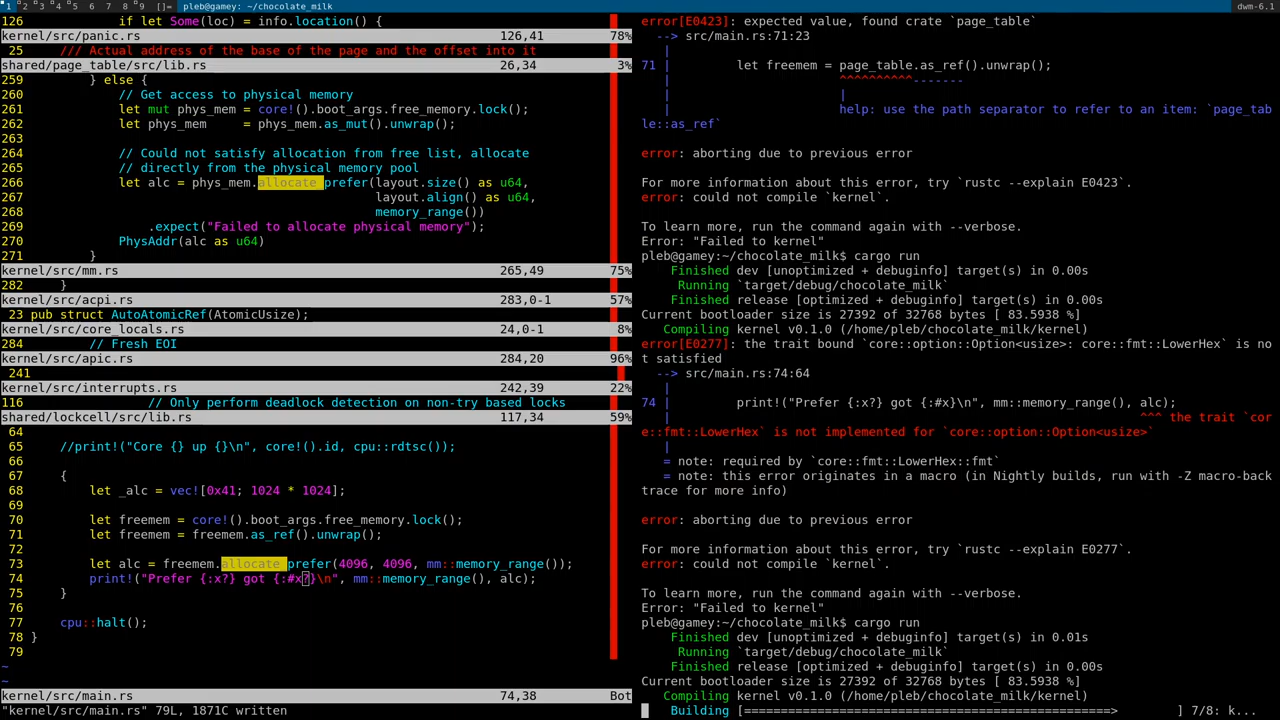 1 2 3 4 5 6 7 8 9 []= pleb@gamey: ~/chocolate_milk dwm-6.1
126 if let Some(loc) = info.location() {
kernel/src/panic.rs 126,41 78%
25 /// Actual address of the base of the page and the offset into it
shared/page_table/src/lib.rs 26,34 3%
259 } else {
260 // Get access to physical memory
261 let mut phys_mem = core!().boot_args.free_memory.lock();
262 let phys_mem = phys_mem.as_mut().unwrap();
263
264 // Could not satisfy allocation from free list, allocate
265 // directly from the physical memory pool
266 let alc = phys_mem.allocate_prefer(layout.size() as u64,
267 layout.align() as u64,
268 memory_range())
269 .expect("Failed to allocate physical memory");
270 PhysAddr(alc as u64)
271 }
kernel/src/mm.rs 265,49 75%
282 }
kernel/src/acpi.rs 283,0-1 57%
23 pub struct AutoAtomicRef(AtomicUsize);
kernel/src/core_locals.rs 24,0-1 8%
284 // Fresh EOI
kernel/src/apic.rs 284,20 96%
241
kernel/src/interrupts.rs 242,39 22%
116 // Only perform deadlock detection on non-try based locks
shared/lockcell/src/lib.rs 117,34 59%
64
65 //print!("Core {} up {}\n", core!().id, cpu::rdtsc());
66
67 {
68 let _alc = vec![0x41; 1024 * 1024];
69
70 let freemem = core!().boot_args.free_memory.lock();
71 let freemem = freemem.as_ref().unwrap();
72
73 let alc = freemem.allocate_prefer(4096, 4096, mm::memory_range());
74 print!("Prefer {:x?} got {:#x?}\n", mm::memory_range(), alc);
75 }
76
77 cpu::halt();
78 }
79
~
~
kernel/src/main.rs 74,38 Bot
"kernel/src/main.rs" 79L, 1871C written
error[E0423]: expected value, found crate `page_table`
--> src/main.rs:71:23
|
71 | let freemem = page_table.as_ref().unwrap();
| ^^^^^^^^^^-------
| |
| help: use the path separator to refer to an item: `page_tab
le::as_ref`
error: aborting due to previous error
For more information about this error, try `rustc --explain E0423`.
error: could not compile `kernel`.
To learn more, run the command again with --verbose.
Error: "Failed to kernel"
pleb@gamey:~/chocolate_milk$ cargo run
Finished dev [unoptimized + debuginfo] target(s) in 0.00s
Running `target/debug/chocolate_milk`
Finished release [optimized + debuginfo] target(s) in 0.00s
Current bootloader size is 27392 of 32768 bytes [ 83.5938 %]
Compiling kernel v0.1.0 (/home/pleb/chocolate_milk/kernel)
error[E0277]: the trait bound `core::option::Option<usize>: core::fmt::LowerHex` is no
t satisfied
--> src/main.rs:74:64
|
74 | print!("Prefer {:x?} got {:#x}\n", mm::memory_range(), alc);
| ^^^ the trait `cor
e::fmt::LowerHex` is not implemented for `core::option::Option<usize>`
|
= note: required by `core::fmt::LowerHex::fmt`
= note: this error originates in a macro (in Nightly builds, run with -Z macro-back
trace for more info)
error: aborting due to previous error
For more information about this error, try `rustc --explain E0277`.
error: could not compile `kernel`.
To learn more, run the command again with --verbose.
Error: "Failed to kernel"
pleb@gamey:~/chocolate_milk$ cargo run
Finished dev [unoptimized + debuginfo] target(s) in 0.01s
Running `target/debug/chocolate_milk`
Finished release [optimized + debuginfo] target(s) in 0.00s
Current bootloader size is 27392 of 32768 bytes [ 83.5938 %]
Compiling kernel v0.1.0 (/home/pleb/chocolate_milk/kernel)
Building [===================================================> ] 7/8: k...